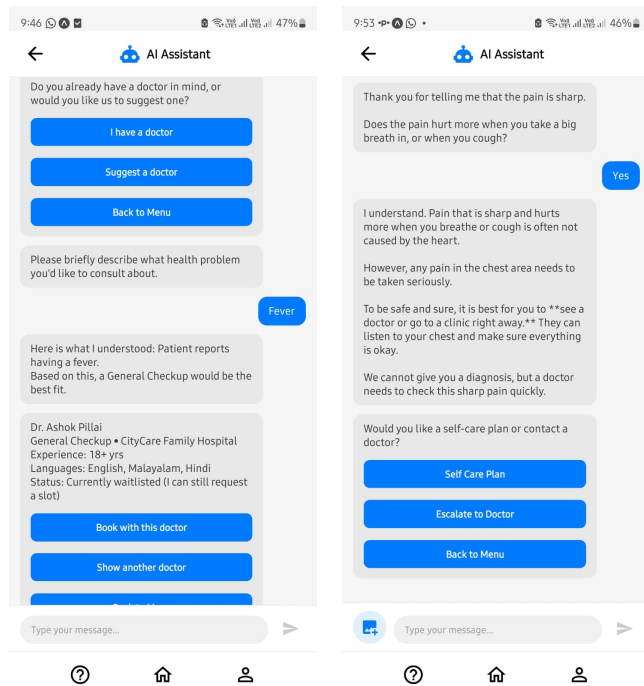 9:46
47%
AI Assistant
Do you already have a doctor in mind, or
would you like us to suggest one?
I have a doctor
Suggest a doctor
Back to Menu
Please briefly describe what health problem
you'd like to consult about.
Fever
Here is what I understood: Patient reports
having a fever.
Based on this, a General Checkup would be the
best fit.
Dr. Ashok Pillai
General Checkup • CityCare Family Hospital
Experience: 18+ yrs
Languages: English, Malayalam, Hindi
Status: Currently waitlisted (I can still request
a slot)
Book with this doctor
Show another doctor
Type your message...
9:53
46%
AI Assistant
Thank you for telling me that the pain is sharp.
Does the pain hurt more when you take a big
breath in, or when you cough?
Yes
I understand. Pain that is sharp and hurts
more when you breathe or cough is often not
caused by the heart.
However, any pain in the chest area needs to
be taken seriously.
To be safe and sure, it is best for you to **see a
doctor or go to a clinic right away.** They can
listen to your chest and make sure everything
is okay.
We cannot give you a diagnosis, but a doctor
needs to check this sharp pain quickly.
Would you like a self-care plan or contact a
doctor?
Self Care Plan
Escalate to Doctor
Back to Menu
Type your message...